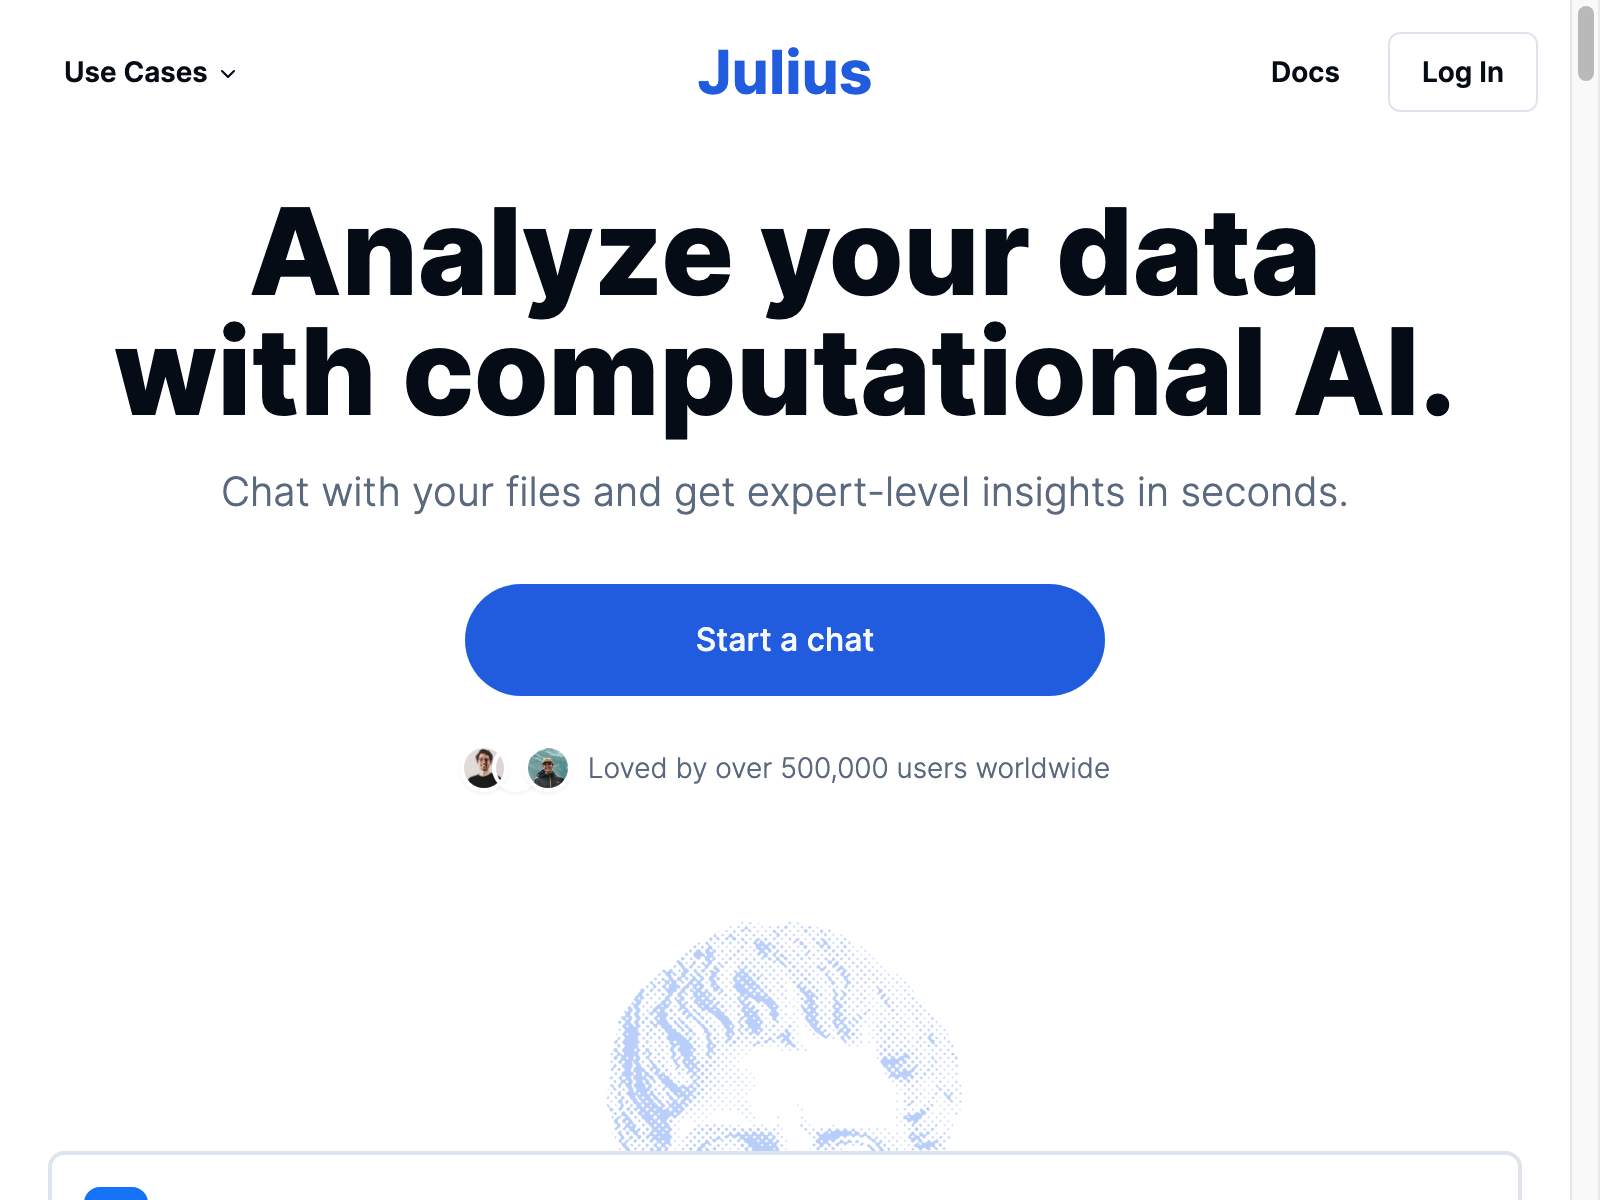 Use Cases
Julius
Docs
Log In
Analyze your data
with computational AI.
Chat with your files and get expert-level insights in seconds.
Start a chat
Loved by over 500,000 users worldwide